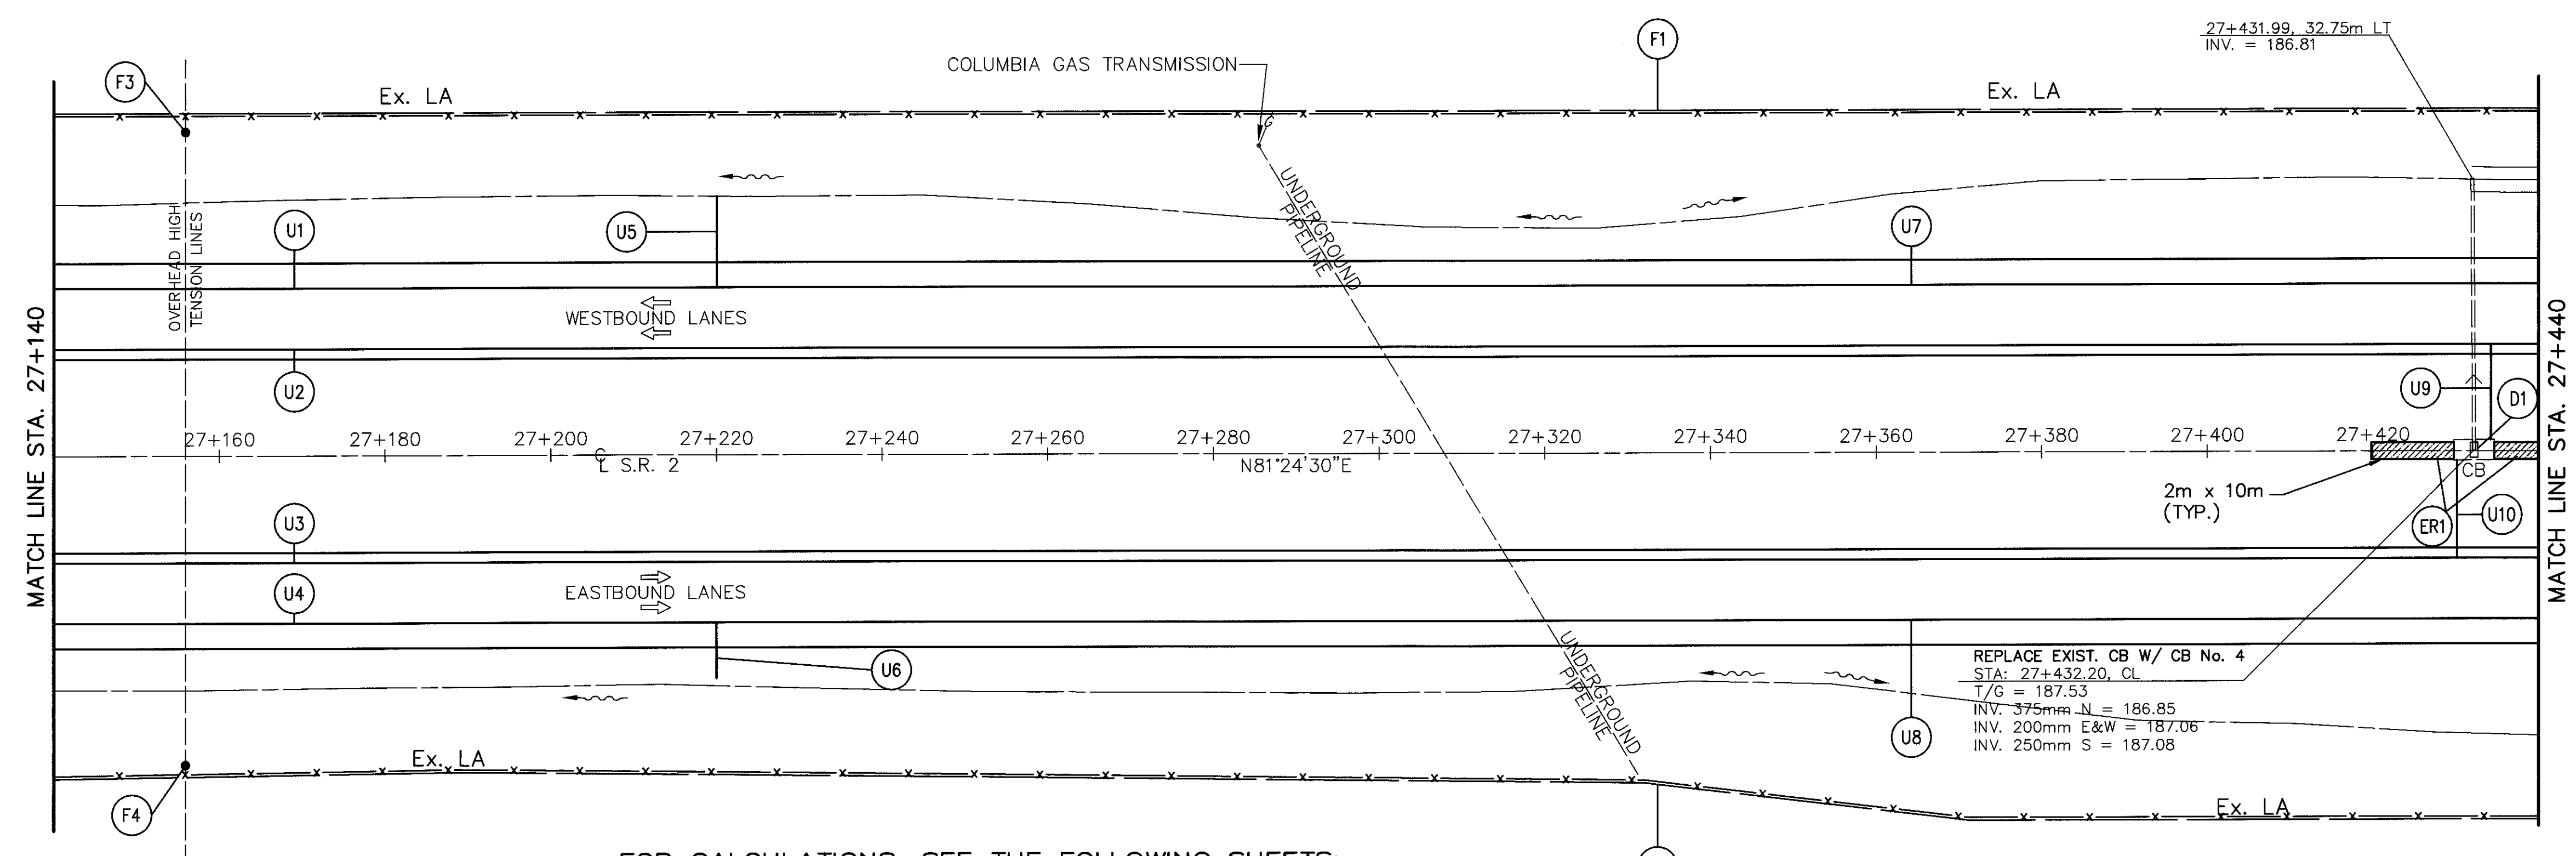 27+431.99, 32.75m LT
INV. = 186.81
F1
COLUMBIA GAS TRANSMISSION
F3
Ex. LA
Ex. LA
G
UNDERGROUND
PIPELINE
OVERHEAD HIGH
TENSION LINES
U1
U5
U7
WESTBOUND LANES
MATCH LINE STA. 27+140
MATCH LINE STA. 27+440
U2
U9
D1
27+160
27+180
27+200
27+220
27+240
27+260
27+280
27+300
27+320
27+340
27+360
27+380
27+400
27+420
℄ S.R. 2
N81°24'30"E
CB
2m x 10m
(TYP.)
ER1
U10
U3
EASTBOUND LANES
U4
U6
UNDERGROUND
PIPELINE
U8
REPLACE EXIST. CB W/ CB No. 4
STA: 27+432.20, CL
T/G = 187.53
INV. 375mm N = 186.85
INV. 200mm E&W = 187.06
INV. 250mm S = 187.08
Ex. LA
Ex. LA
F4
FOR CALCULATIONS, SEE THE FOLLOWING SHEETS: